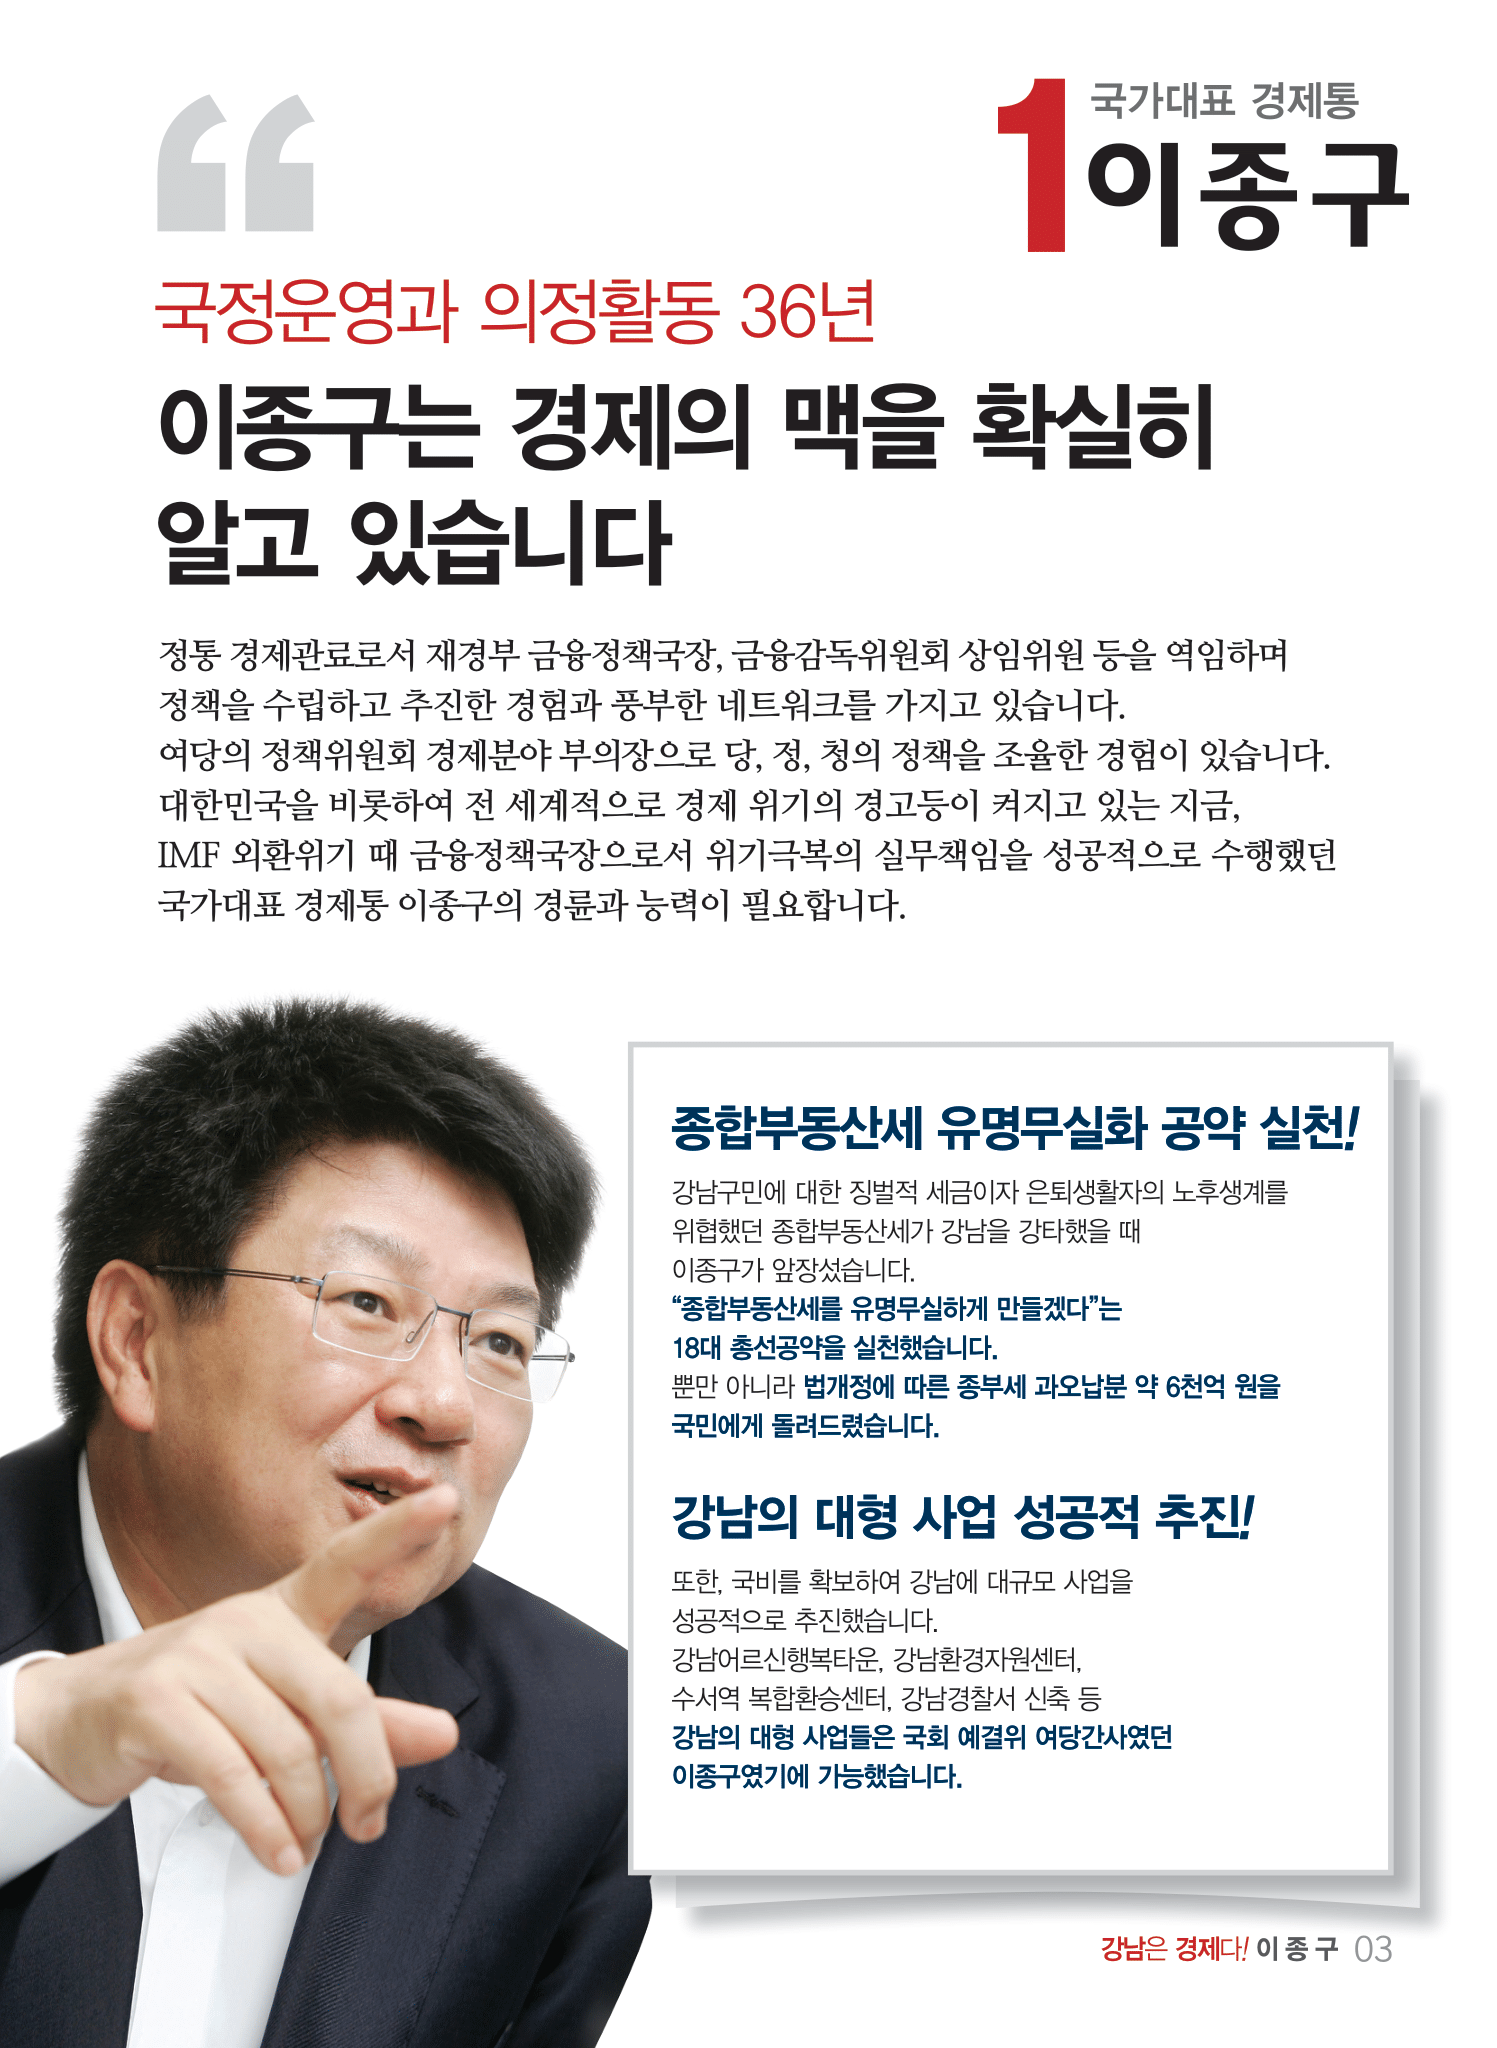 1
국가대표 경제통
이종구
국정운영과 의정활동 36년
이종구는 경제의 맥을 확실히
알고 있습니다
정통 경제관료로서 재경부 금융정책국장, 금융감독위원회 상임위원 등을 역임하며
정책을 수립하고 추진한 경험과 풍부한 네트워크를 가지고 있습니다.
여당의 정책위원회 경제분야 부의장으로 당, 정, 청의 정책을 조율한 경험이 있습니다.
대한민국을 비롯하여 전 세계적으로 경제 위기의 경고등이 켜지고 있는 지금,
IMF 외환위기 때 금융정책국장으로서 위기극복의 실무책임을 성공적으로 수행했던
국가대표 경제통 이종구의 경륜과 능력이 필요합니다.
종합부동산세 유명무실화 공약 실천!
강남구민에 대한 징벌적 세금이자 은퇴생활자의 노후생계를
위협했던 종합부동산세가 강남을 강타했을 때
이종구가 앞장섰습니다.
“종합부동산세를 유명무실하게 만들겠다”는
18대 총선공약을 실천했습니다.
뿐만 아니라 법개정에 따른 종부세 과오납분 약 6천억 원을
국민에게 돌려드렸습니다.
강남의 대형 사업 성공적 추진!
또한, 국비를 확보하여 강남에 대규모 사업을
성공적으로 추진했습니다.
강남어르신행복타운, 강남환경자원센터,
수서역 복합환승센터, 강남경찰서 신축 등
강남의 대형 사업들은 국회 예결위 여당간사였던
이종구였기에 가능했습니다.
강남은 경제다! 이종구 03